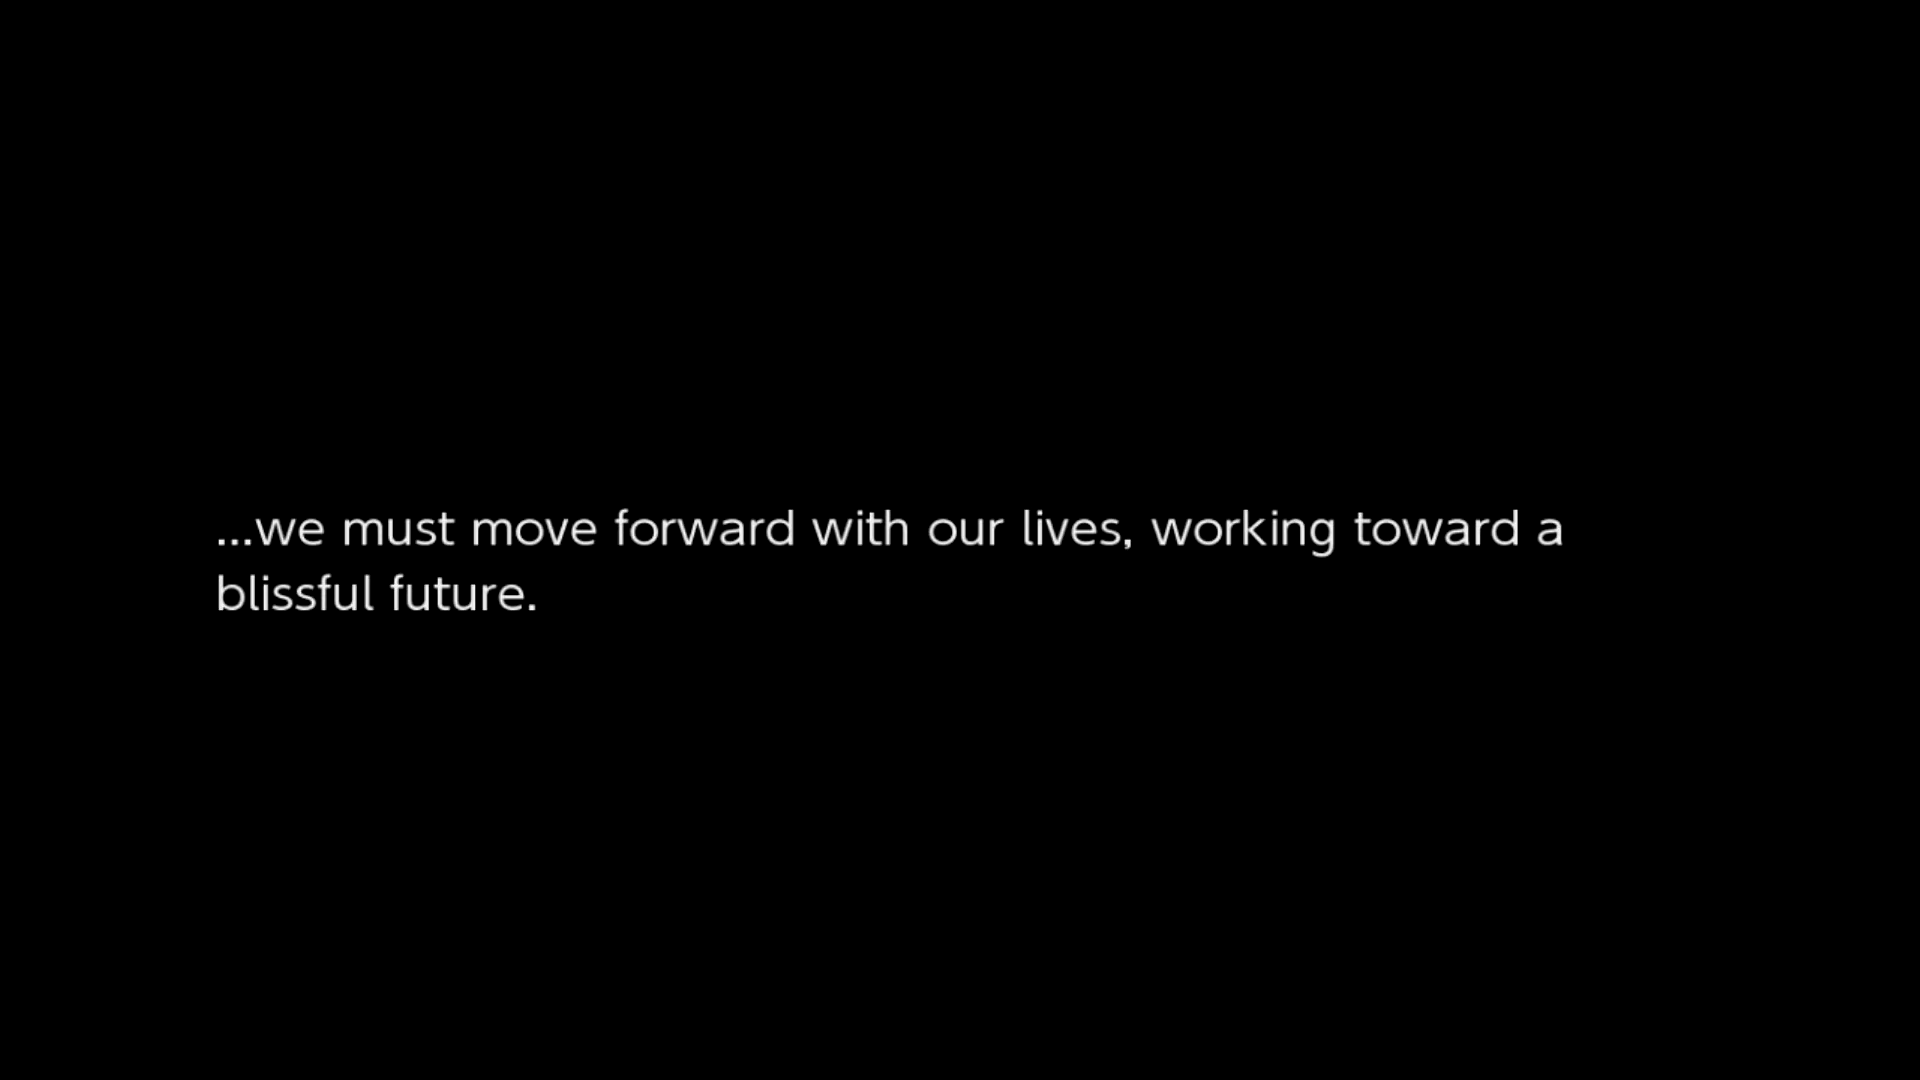 ...we must move forward with our lives, working toward a
blissful future.